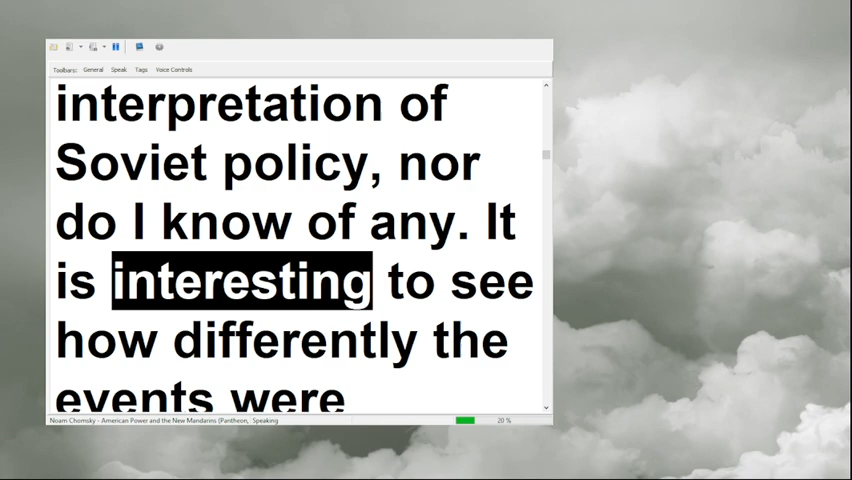 Toolbars: General Speak Tags Voice Controls
interpretation of
Soviet policy, nor
do I know of any. It
is interesting to see
how differently the
events were
Noam Chomsky - American Power and the New Mandarins (Pantheon, Speaking 20 %